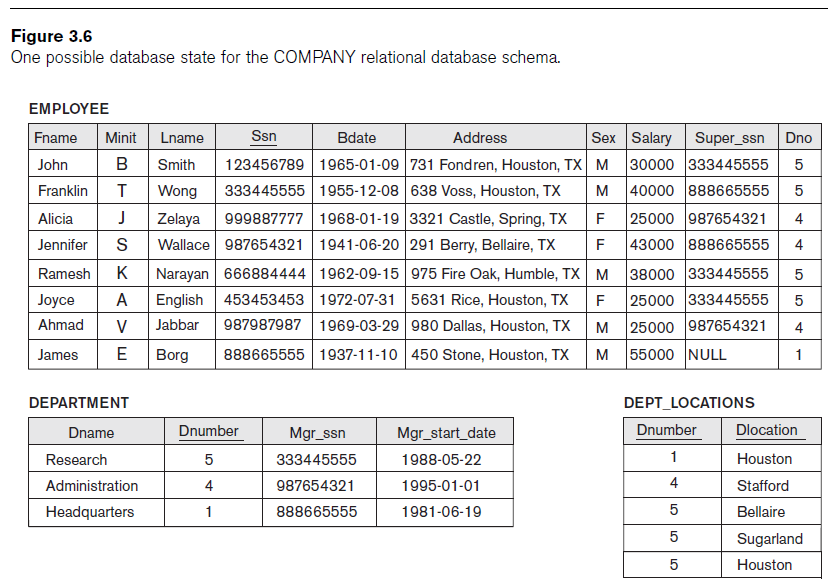 Figure 3.6
One possible database state for the COMPANY relational database schema.
EMPLOYEE
Fname Minit Lname Ssn Bdate Address Sex Salary Super_ssn Dno
John B Smith 123456789 1965-01-09 731 Fondren, Houston, TX M 30000 333445555 5
Franklin T Wong 333445555 1955-12-08 638 Voss, Houston, TX M 40000 888665555 5
Alicia J Zelaya 999887777 1968-01-19 3321 Castle, Spring, TX F 25000 987654321 4
Jennifer S Wallace 987654321 1941-06-20 291 Berry, Bellaire, TX F 43000 888665555 4
Ramesh K Narayan 666884444 1962-09-15 975 Fire Oak, Humble, TX M 38000 333445555 5
Joyce A English 453453453 1972-07-31 5631 Rice, Houston, TX F 25000 333445555 5
Ahmad V Jabbar 987987987 1969-03-29 980 Dallas, Houston, TX M 25000 987654321 4
James E Borg 888665555 1937-11-10 450 Stone, Houston, TX M 55000 NULL 1
DEPARTMENT
Dname Dnumber Mgr_ssn Mgr_start_date
Research 5 333445555 1988-05-22
Administration 4 987654321 1995-01-01
Headquarters 1 888665555 1981-06-19
DEPT_LOCATIONS
Dnumber Dlocation
1 Houston
4 Stafford
5 Bellaire
5 Sugarland
5 Houston